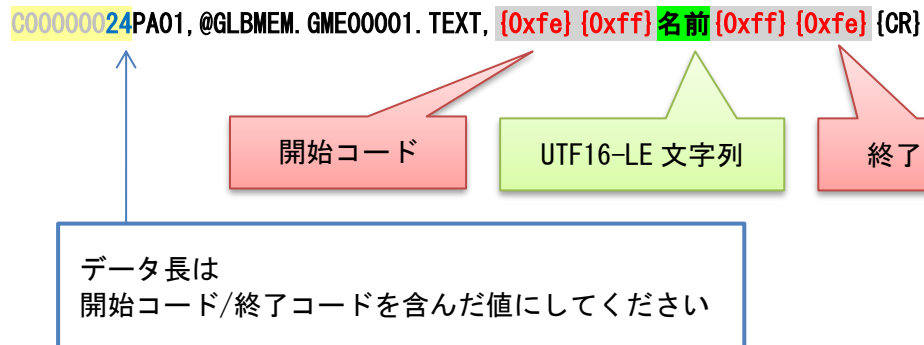 C00000024PA01,@GLBMEM.GME00001.TEXT,{0xfe}{0xff}名前{0xff}{0xfe}{CR}
開始コード
UTF16-LE 文字列
終了
データ長は
開始コード/終了コードを含んだ値にしてください